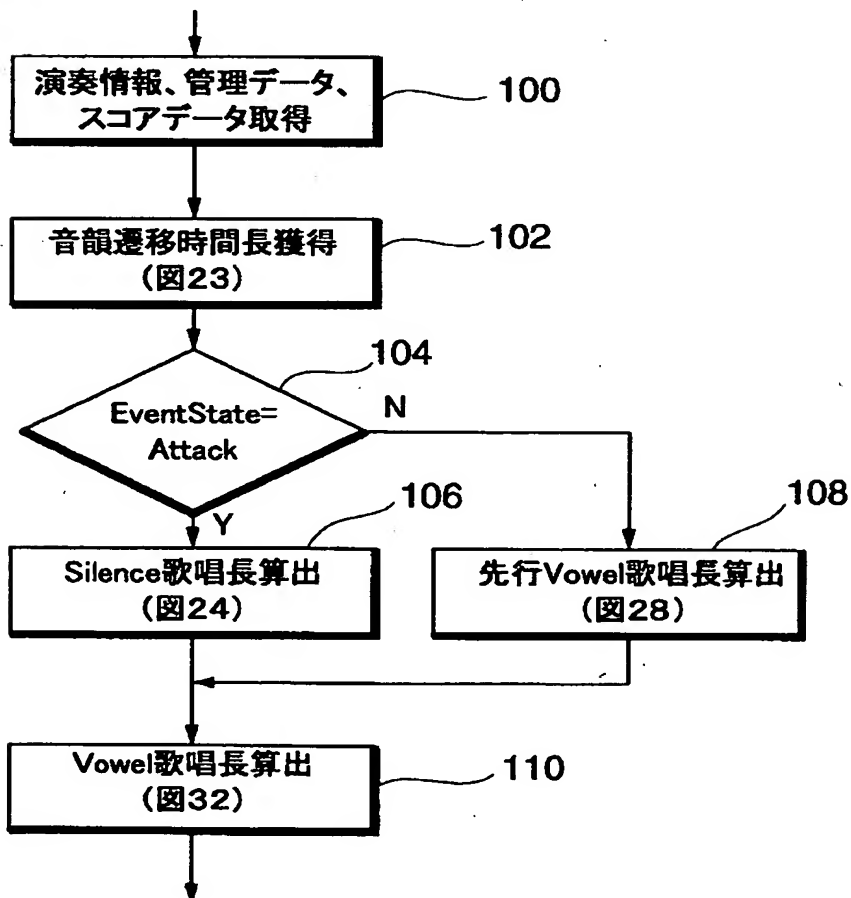 演奏情報、管理データ、
スコアデータ取得
100
音韻遷移時間長獲得
(図23)
102
104
EventState=
Attack
N
Y
106
Silence歌唱長算出
(図24)
108
先行Vowel歌唱長算出
(図28)
Vowel歌唱長算出
(図32)
110